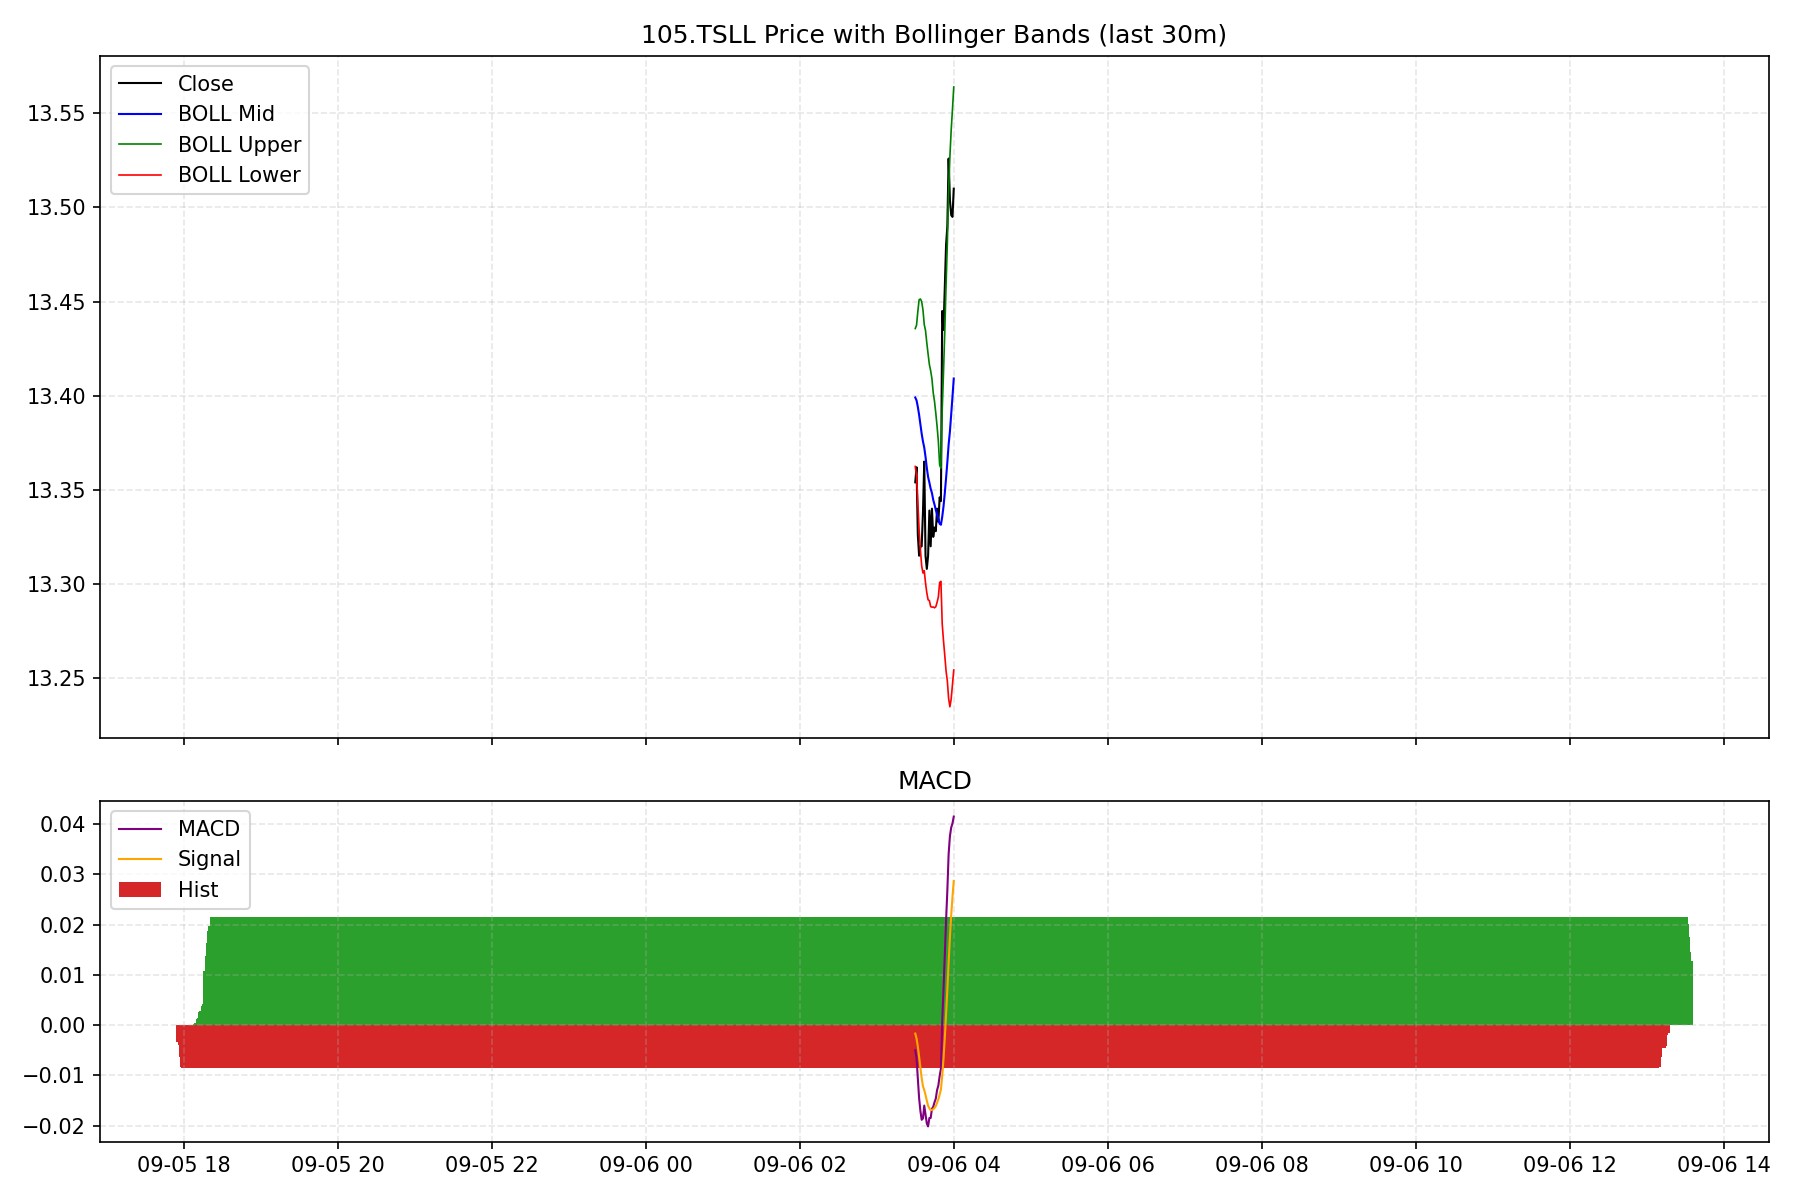 105.TSLL Price with Bollinger Bands (last 30m)
Close
BOLL Mid
BOLL Upper
BOLL Lower
13.55
13.50
13.45
13.40
13.35
13.30
13.25
MACD
MACD
Signal
Hist
0.04
0.03
0.02
0.01
0.00
−0.01
−0.02
09-05 18
09-05 20
09-05 22
09-06 00
09-06 02
09-06 04
09-06 06
09-06 08
09-06 10
09-06 12
09-06 14